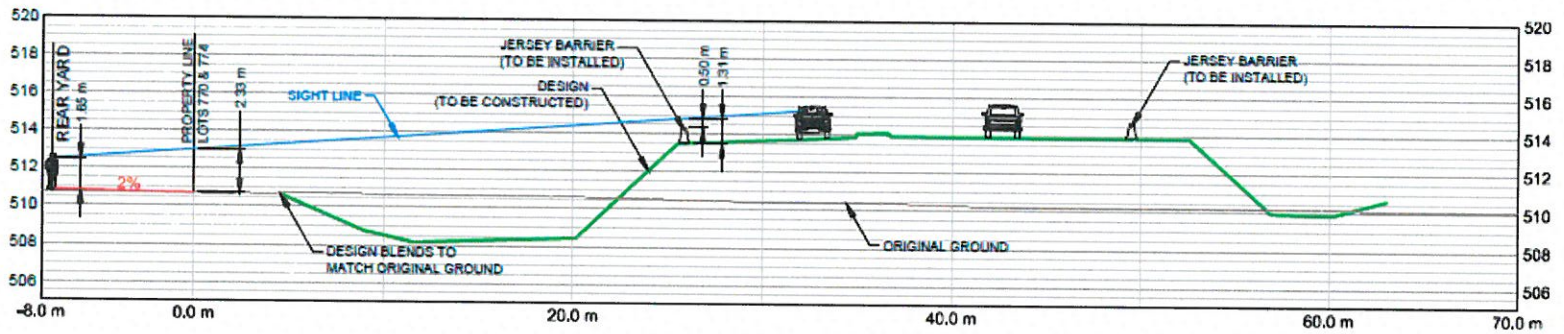 520
518
516
514
512
510
508
506
REAR YARD
1.65 m
PROPERTY LINE
LOTS 770 & 774
2.33 m
2%
SIGHT LINE
JERSEY BARRIER
(TO BE INSTALLED)
DESIGN
(TO BE CONSTRUCTED)
0.50 m
1.31 m
JERSEY BARRIER
(TO BE INSTALLED)
DESIGN BLENDS TO
MATCH ORIGINAL GROUND
ORIGINAL GROUND
520
518
516
514
512
510
508
506
-8.0 m
0.0 m
20.0 m
40.0 m
60.0 m
70.0 m